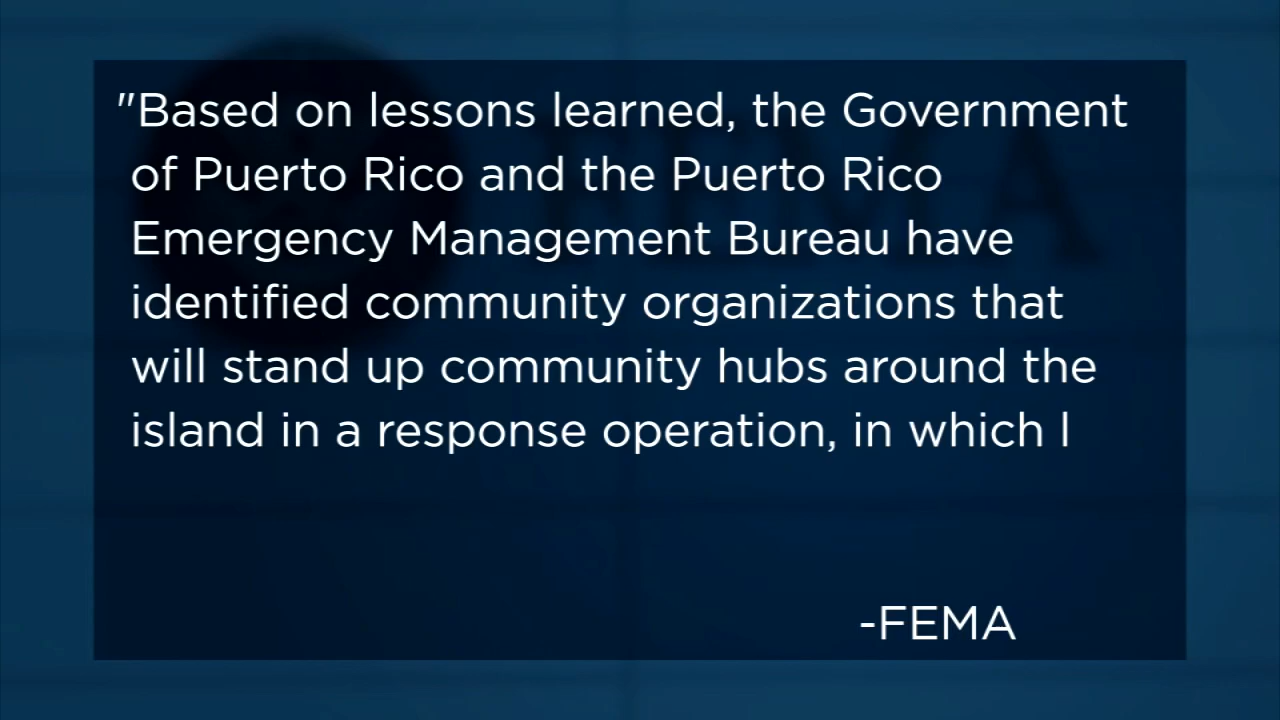 "Based on lessons learned, the Government
of Puerto Rico and the Puerto Rico
Emergency Management Bureau have
identified community organizations that
will stand up community hubs around the
island in a response operation, in which l
-FEMA
FEMA